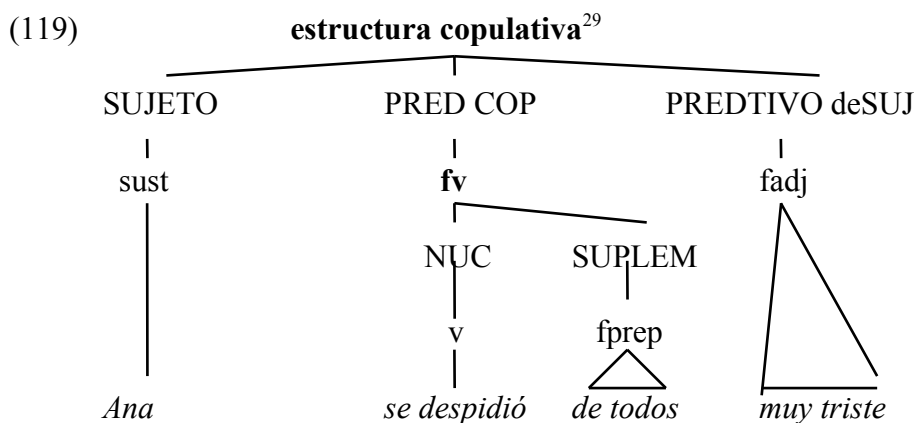 (119) estructura copulativa29
SUJETO PRED COP PREDTIVO deSUJ
sust fv fadj
NUC SUPLEM
v fprep
Ana se despidió de todos muy triste